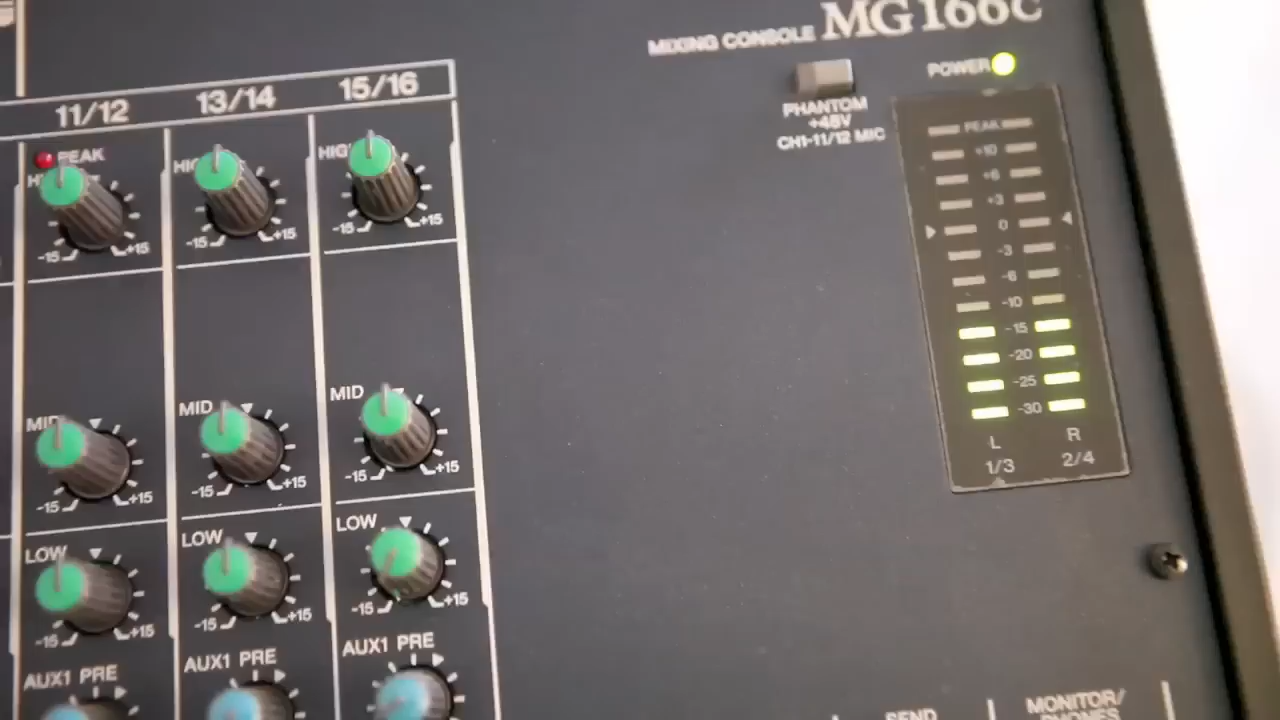 MG166C
MIXING CONSOLE
POWER
PHANTOM
+48V
CH1-11/12 MIC
11/12
13/14
15/16
PEAK
-15 +15
-15 +15
-15 +15
MID
-15 +15
MID
-15 +15
MID
-15 +15
LOW
-15 +15
LOW
-15 +15
LOW
-15 +15
AUX1 PRE
AUX1 PRE
AUX1 PRE
PEAK
+10
+6
+3
0
-3
-6
-10
-15
-20
-25
-30
L R
1/3 2/4
SEND
MONITOR/
PHONES